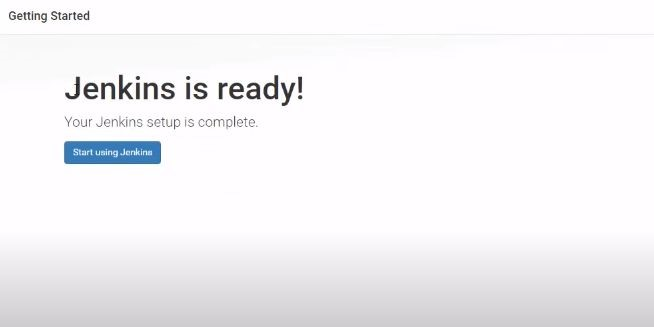 Getting Started
Jenkins is ready!
Your Jenkins setup is complete.
Start using Jenkins